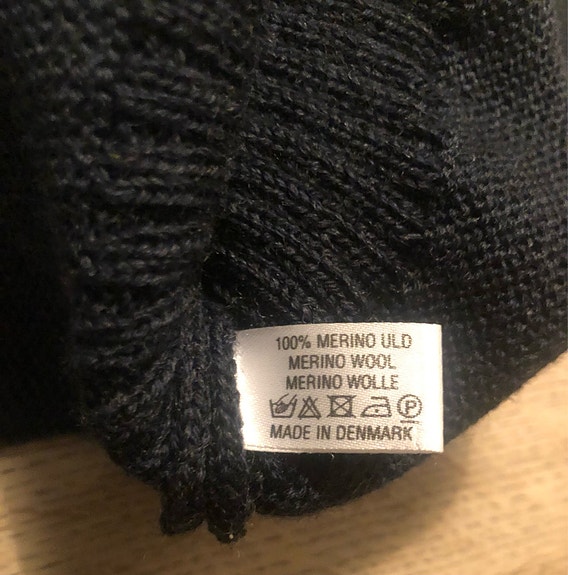 100% MERINO ULD
MERINO WOOL
MERINO WOLLE
P
MADE IN DENMARK